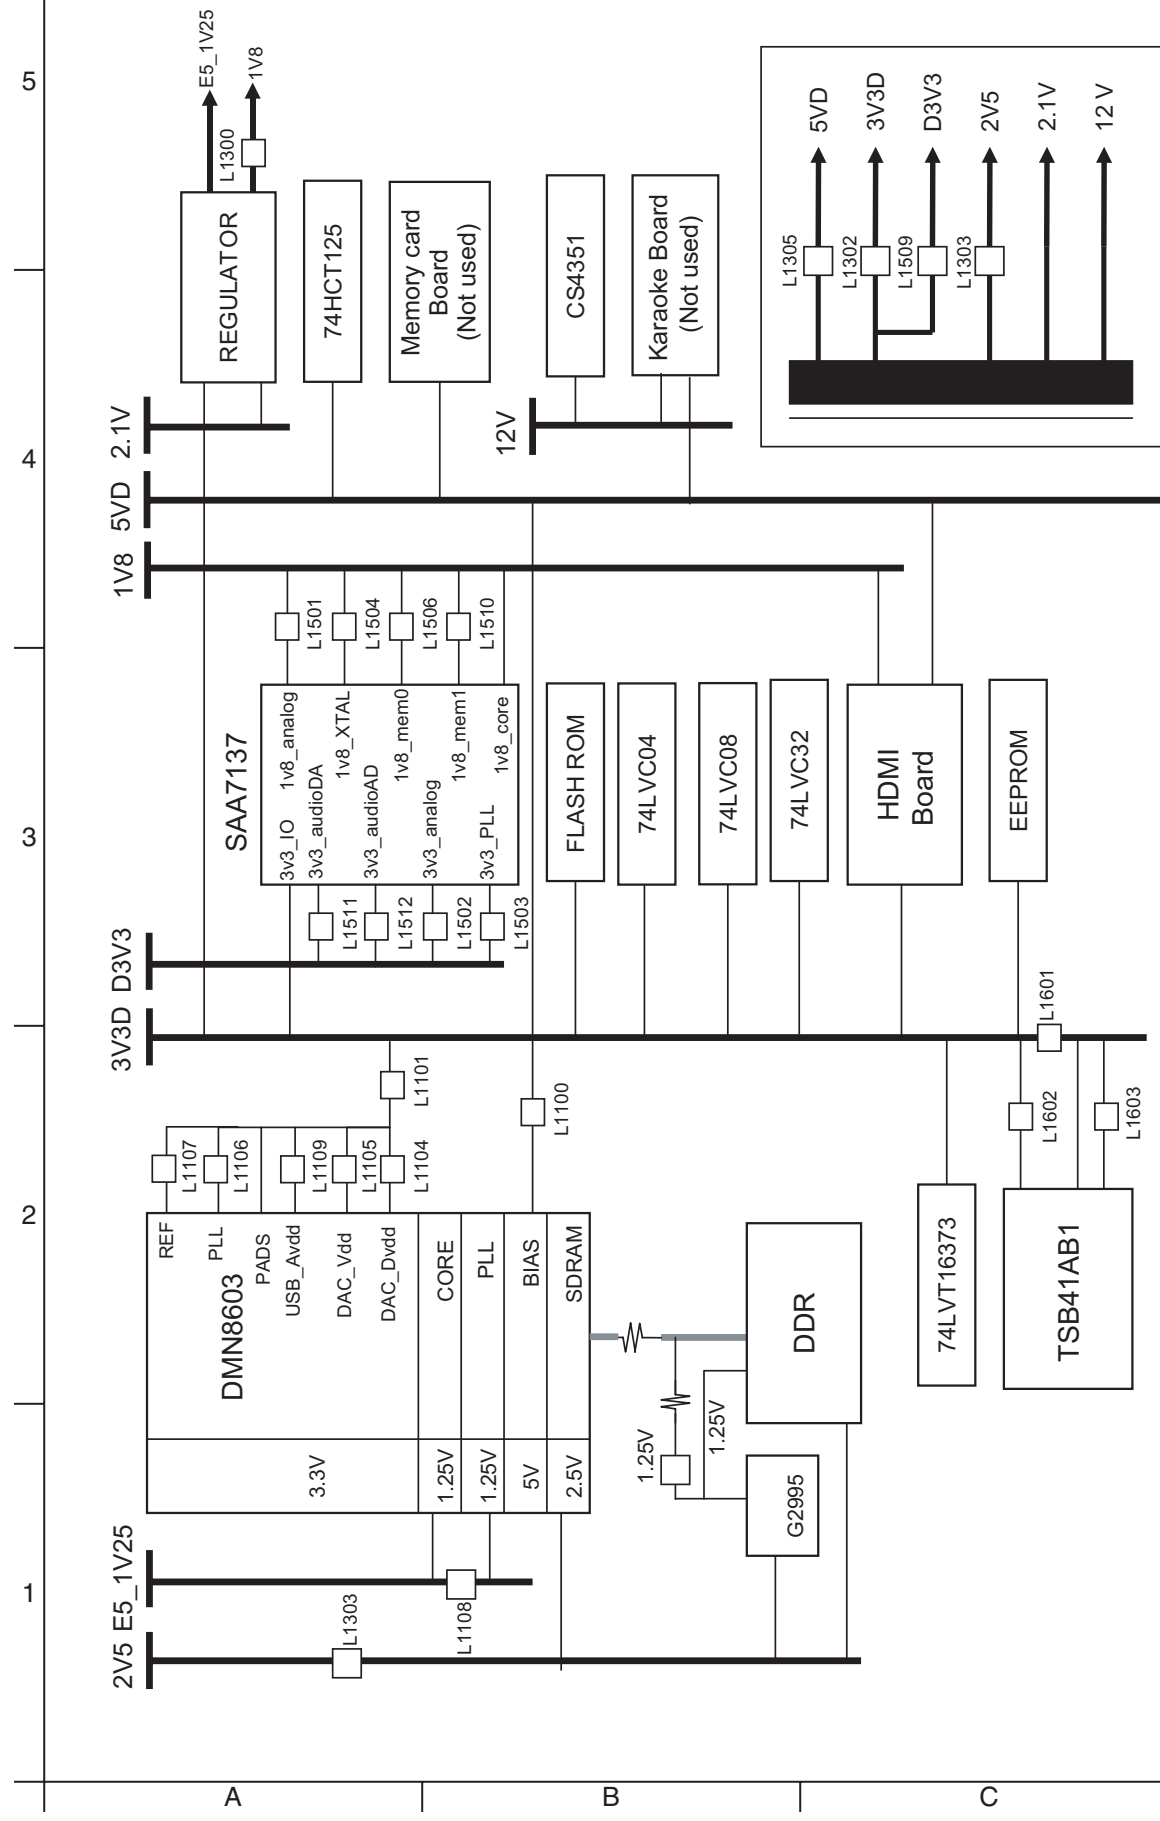 5
4
3
2
1
A
B
C
E5_1V25
1V8
L1300
REGULATOR
74HCT125
Memory card
Board
(Not used)
CS4351
Karaoke Board
(Not used)
5VD
3V3D
D3V3
2V5
2.1V
12 V
L1305
L1302
L1509
L1303
2.1V
12V
5VD
1V8
L1501
L1504
L1506
L1510
SAA7137
3v3_IO
1v8_analog
3v3_audioDA
1v8_XTAL
3v3_audioAD
1v8_mem0
3v3_analog
1v8_mem1
3v3_PLL
1v8_core
L1511
L1512
L1502
L1503
FLASH ROM
74LVC04
74LVC08
74LVC32
HDMI
Board
EEPROM
D3V3
3V3D
L1601
L1101
L1100
L1602
L1603
L1107
L1106
L1109
L1105
L1104
REF
PLL
PADS
USB_Avdd
DAC_Vdd
DAC_Dvdd
DMN8603
CORE
PLL
BIAS
SDRAM
3.3V
1.25V
1.25V
5V
2.5V
DDR
74LVT16373
TSB41AB1
1.25V
1.25V
G2995
E5_1V25
2V5
L1303
L1108